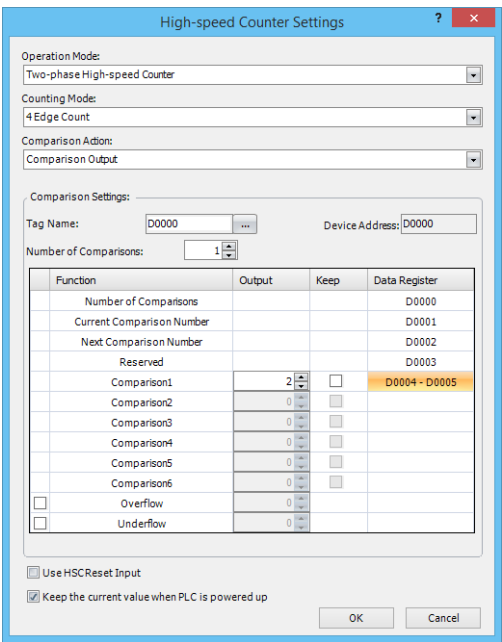 High-speed Counter Settings ? ×
Operation Mode:
Two-phase High-speed Counter
Counting Mode:
4 Edge Count
Comparison Action:
Comparison Output
Comparison Settings:
Tag Name: D0000 ... Device Address: D0000
Number of Comparisons: 1
Function Output Keep Data Register
Number of Comparisons D0000
Current Comparison Number D0001
Next Comparison Number D0002
Reserved D0003
Comparison1 2 D0004 - D0005
Comparison2 0
Comparison3 0
Comparison4 0
Comparison5 0
Comparison6 0
Overflow 0
Underflow 0
Use HSCReset Input
Keep the current value when PLC is powered up
OK Cancel